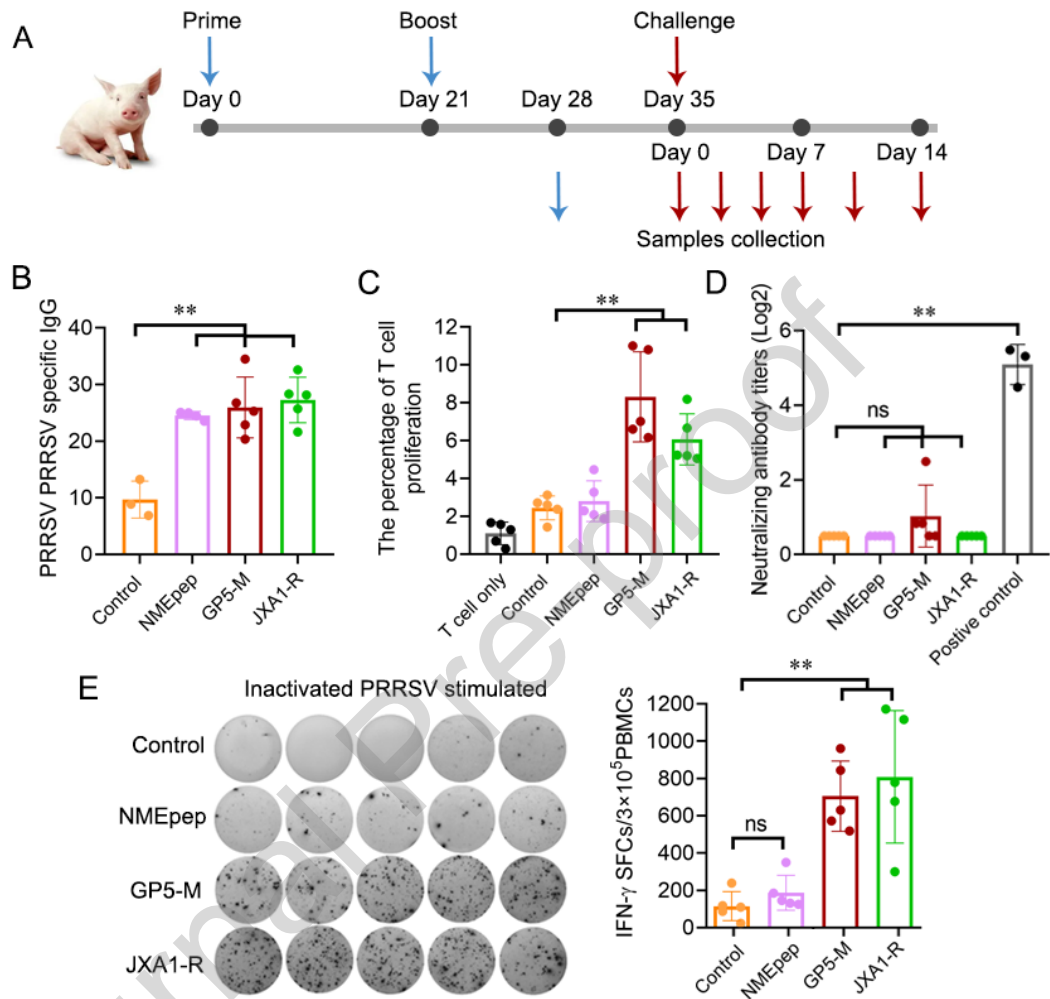 A
Prime
Boost
Challenge
Day 0
Day 21
Day 28
Day 35
Day 0
Day 7
Day 14
Samples collection
B
PRRSV PRRSV specific IgG
40
30
20
10
0
**
Control
NMEpep
GP5-M
JXA1-R
C
The percentage of T cell
proliferation
12
10
8
6
4
2
0
**
T cell only
Control
NMEpep
GP5-M
JXA1-R
D
Neutralizing antibody titers (Log2)
6
4
2
0
**
ns
Control
NMEpep
GP5-M
JXA1-R
Postive control
E
Inactivated PRRSV stimulated
Control
NMEpep
GP5-M
JXA1-R
IFN-γ SFCs/3×10⁵PBMCs
1200
1000
800
600
400
200
0
**
ns
Control
NMEpep
GP5-M
JXA1-R
rnal Pre proof